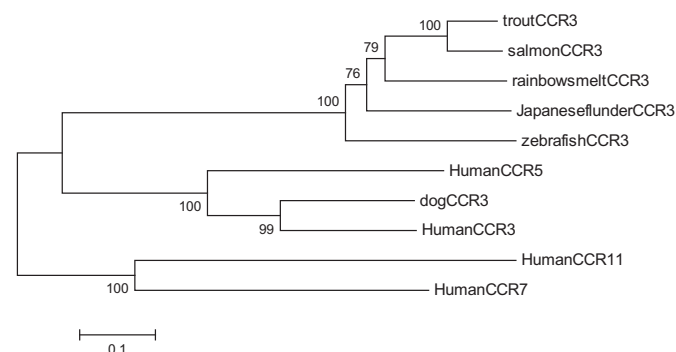 troutCCR3
100
salmonCCR3
79
rainbowsmeltCCR3
76
JapaneseflunderCCR3
100
zebrafishCCR3
HumanCCR5
100
dogCCR3
99
HumanCCR3
HumanCCR11
100
HumanCCR7
0.1